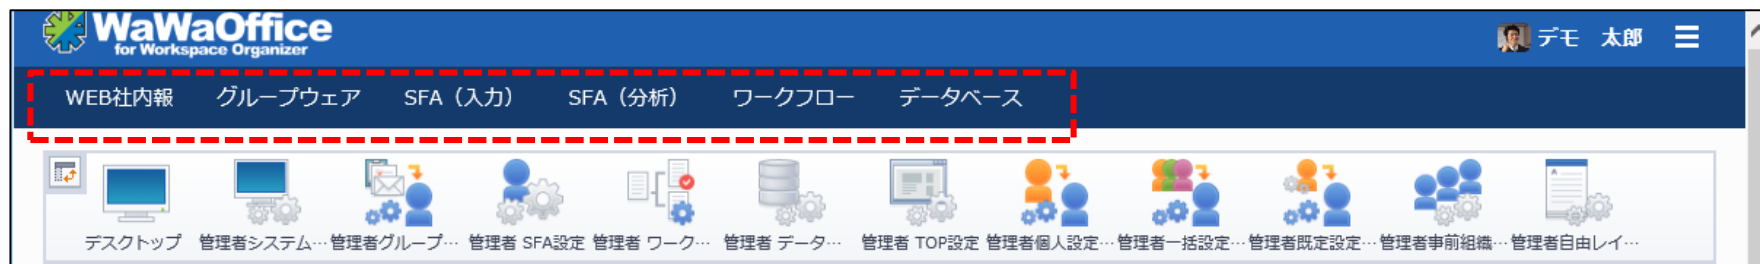 WaWaOffice
for Workspace Organizer
デモ 太郎
WEB社内報 グループウェア SFA（入力） SFA（分析） ワークフロー データベース
デスクトップ 管理者システム… 管理者グループ… 管理者 SFA設定 管理者 ワーク… 管理者 データ… 管理者 TOP設定 管理者個人設定… 管理者一括設定… 管理者既定設定… 管理者事前組織… 管理者自由レイ…